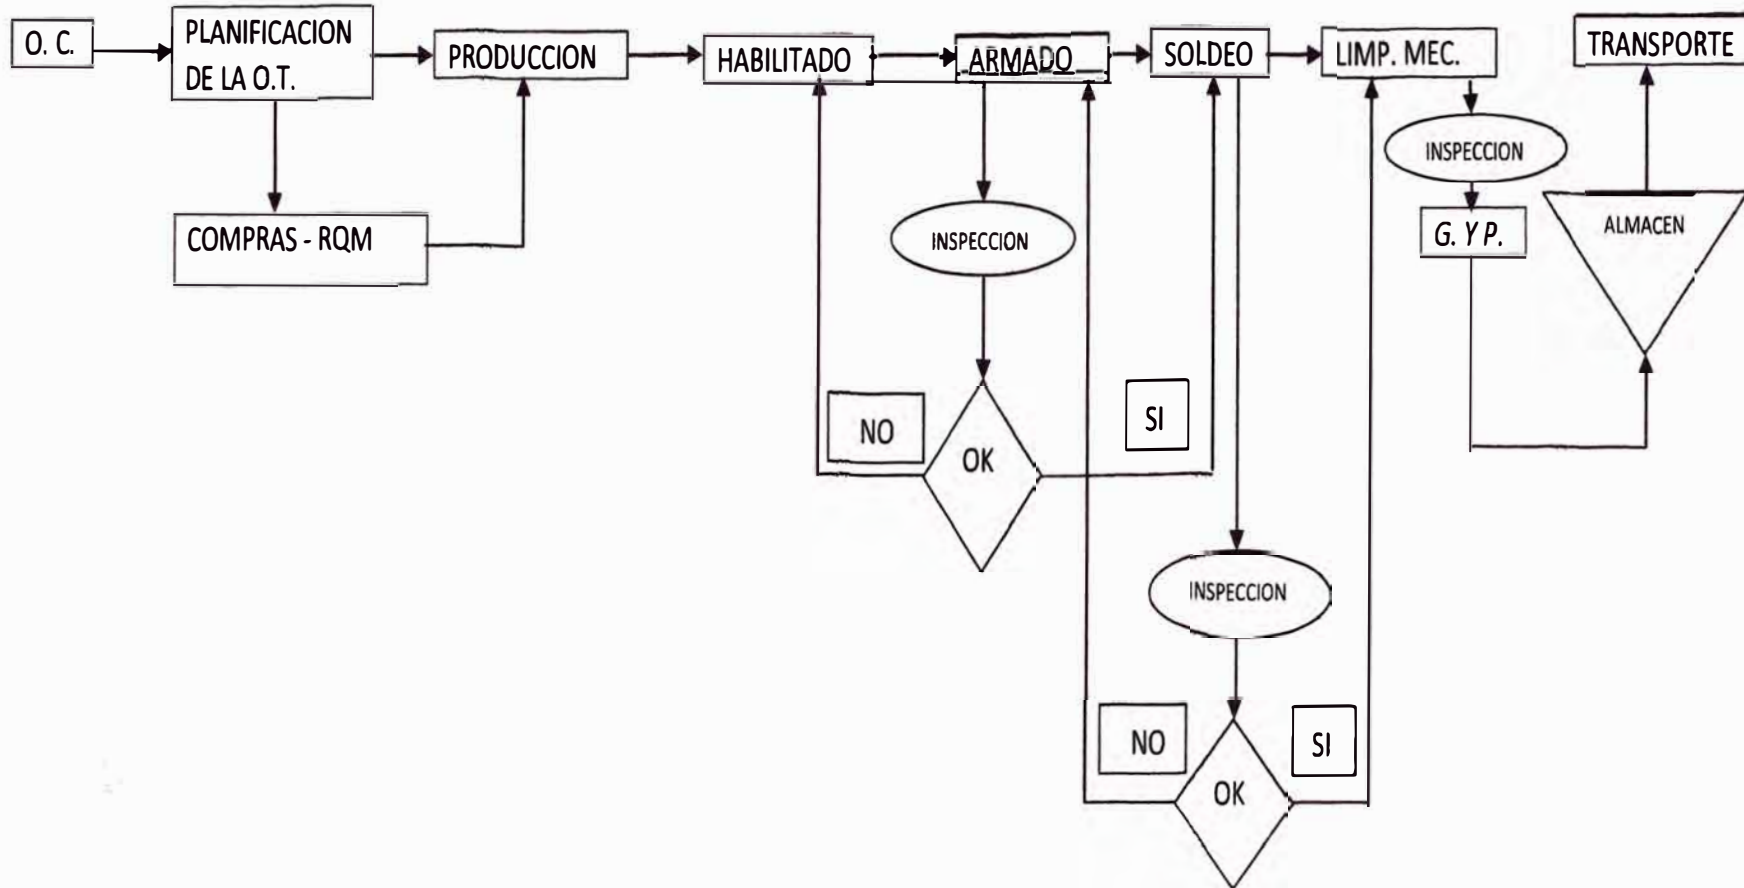 O. C.
PLANIFICACION
DE LA O.T.
PRODUCCION
HABILITADO
ARMADO
SOLDEO
LIMP. MEC.
TRANSPORTE
INSPECCION
COMPRAS - RQM
INSPECCION
G. Y P.
ALMACEN
NO
OK
SI
INSPECCION
NO
OK
SI